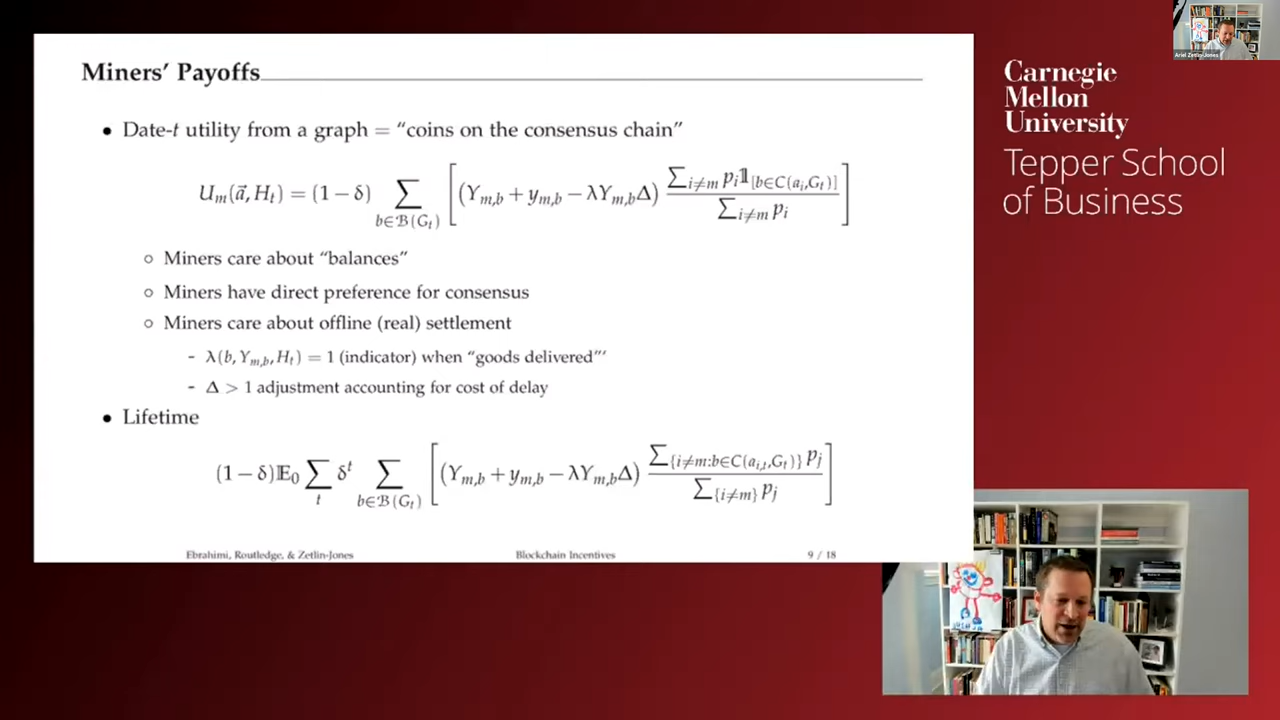 Miners' Payoffs
• Date-t utility from a graph = “coins on the consensus chain”
U_m(a⃗, H_t) = (1 − δ) ∑_{b∈ℬ(G_t)} [ (Y_{m,b} + y_{m,b} − λY_{m,b}Δ) ∑_{i≠m} p_i 𝟙_{[b∈C(a_i,G_t)]} / ∑_{i≠m} p_i ]
○ Miners care about “balances”
○ Miners have direct preference for consensus
○ Miners care about offline (real) settlement
- λ(b, Y_{m,b}, H_t) = 1 (indicator) when “goods delivered”’
- Δ > 1 adjustment accounting for cost of delay
• Lifetime
(1 − δ)𝔼_0 ∑_t δ^t ∑_{b∈ℬ(G_t)} [ (Y_{m,b} + y_{m,b} − λY_{m,b}Δ) ∑_{{i≠m:b∈C(a_{i,t},G_t)}} p_j / ∑_{{i≠m}} p_j ]
Ebrahimi, Routledge, & Zetlin-Jones
Blockchain Incentives
9 / 18
Carnegie
Mellon
University
Tepper School
of Business
Ariel Zetlin-Jones